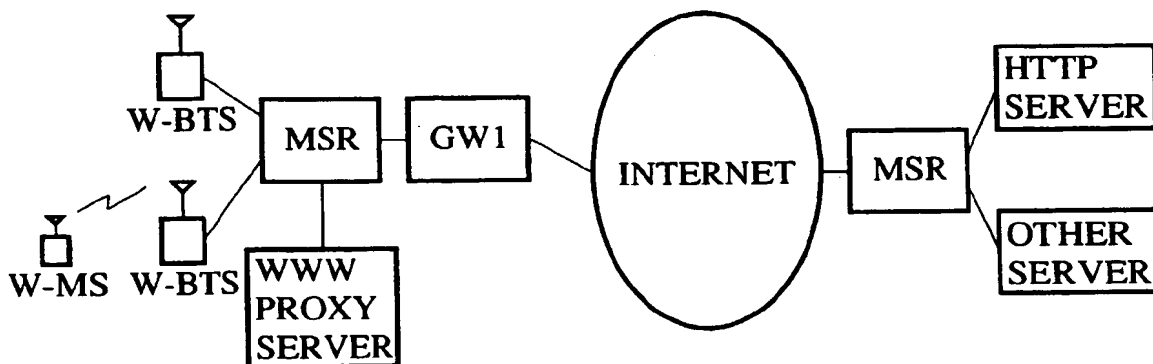 W-BTS
MSR
GW1
INTERNET
MSR
HTTP
SERVER
W-MS
W-BTS
WWW
PROXY
SERVER
OTHER
SERVER